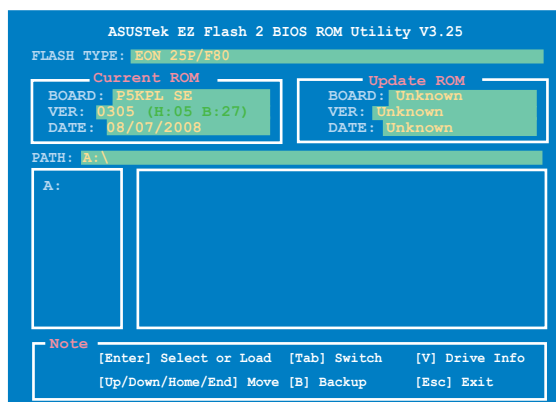 ASUSTek EZ Flash 2 BIOS ROM Utility V3.25
FLASH TYPE: EON 25P/F80
Current ROM
BOARD: P5KPL SE
VER: 0305 (H:05 B:27)
DATE: 08/07/2008
Update ROM
BOARD: Unknown
VER: Unknown
DATE: Unknown
PATH: A:\
A:
Note
[Enter] Select or Load [Tab] Switch [V] Drive Info
[Up/Down/Home/End] Move [B] Backup [Esc] Exit